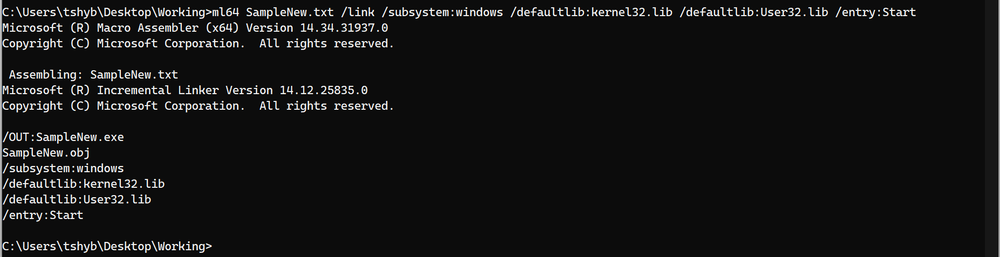 C:\Users\tshyb\Desktop\Working>ml64 SampleNew.txt /link /subsystem:windows /defaultlib:kernel32.lib /defaultlib:User32.lib /entry:Start
Microsoft (R) Macro Assembler (x64) Version 14.34.31937.0
Copyright (C) Microsoft Corporation.  All rights reserved.

 Assembling: SampleNew.txt
Microsoft (R) Incremental Linker Version 14.12.25835.0
Copyright (C) Microsoft Corporation.  All rights reserved.

/OUT:SampleNew.exe
SampleNew.obj
/subsystem:windows
/defaultlib:kernel32.lib
/defaultlib:User32.lib
/entry:Start

C:\Users\tshyb\Desktop\Working>